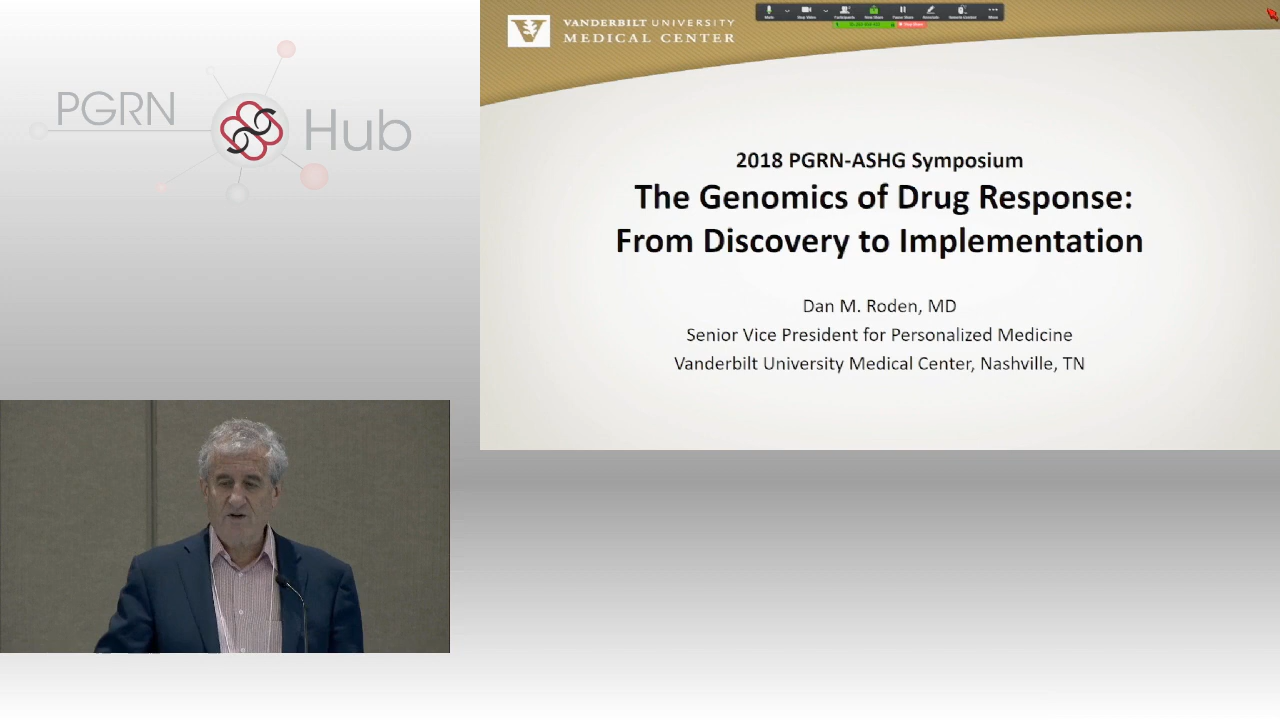 PGRN
Hub
VANDERBILT UNIVERSITY
MEDICAL CENTER
2018 PGRN-ASHG Symposium
The Genomics of Drug Response:
From Discovery to Implementation
Dan M. Roden, MD
Senior Vice President for Personalized Medicine
Vanderbilt University Medical Center, Nashville, TN